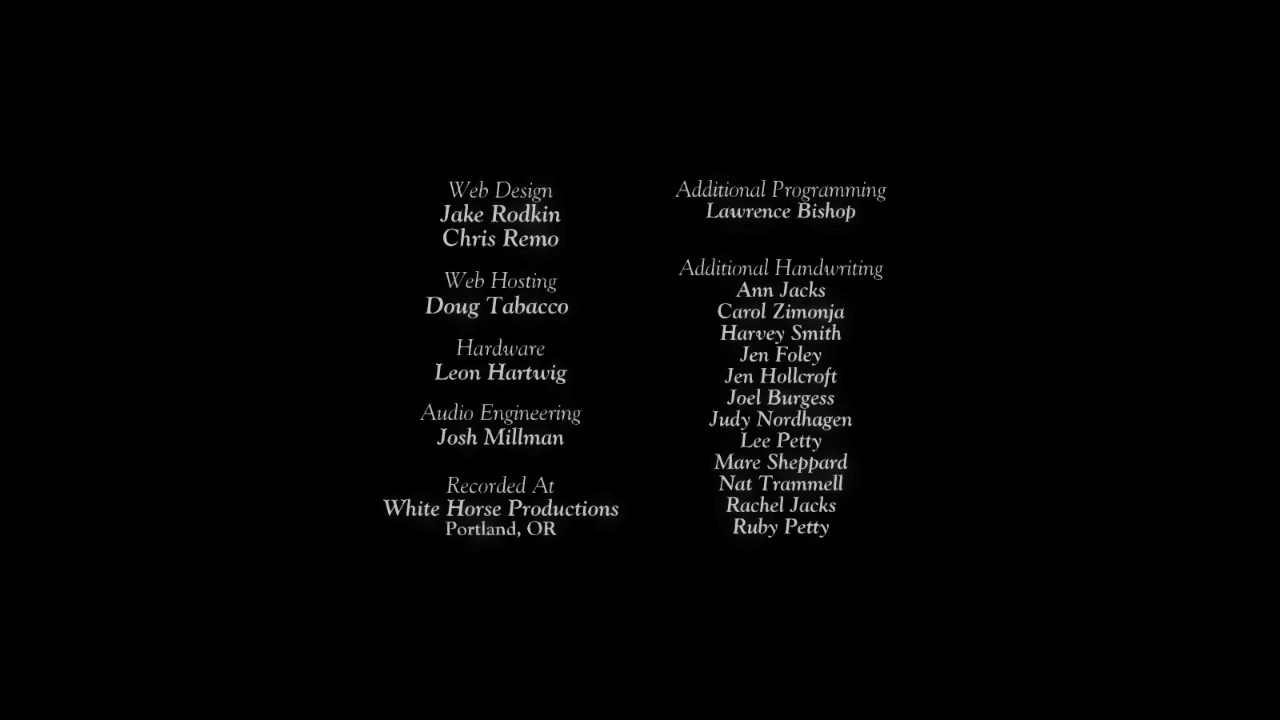 Web Design
Jake Rodkin
Chris Remo
Web Hosting
Doug Tabacco
Hardware
Leon Hartwig
Audio Engineering
Josh Millman
Recorded At
White Horse Productions
Portland, OR
Additional Programming
Lawrence Bishop
Additional Handwriting
Ann Jacks
Carol Zimonja
Harvey Smith
Jen Foley
Jen Hollcroft
Joel Burgess
Judy Nordhagen
Lee Petty
Mare Sheppard
Nat Trammell
Rachel Jacks
Ruby Petty